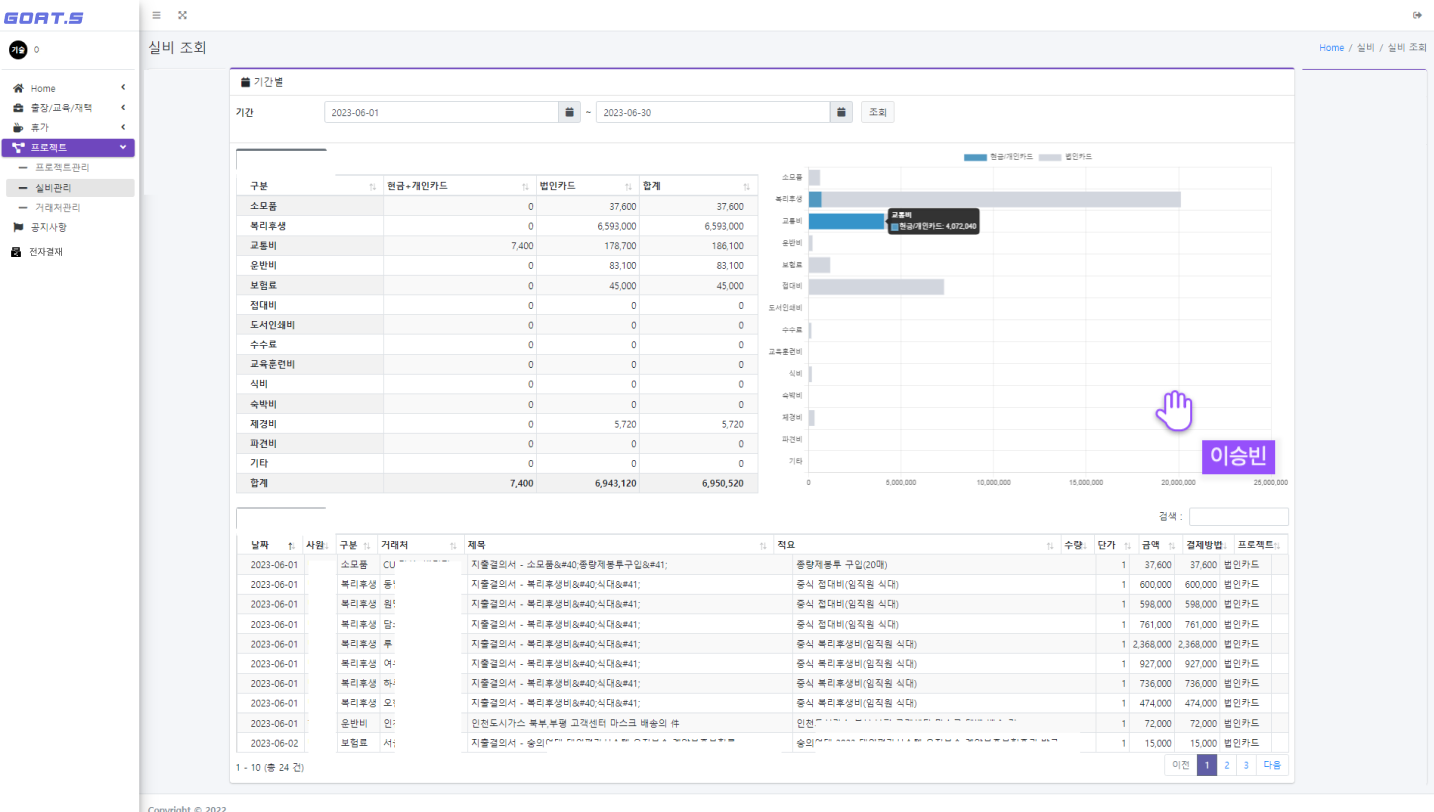 GOAT.S
기술 0
Home
출장/교육/재택
휴가
프로젝트
프로젝트관리
실비관리
거래처관리
공지사항
전자결재
실비 조회
Home / 실비 / 실비 조회
기간별
기간 2023-06-01 ~ 2023-06-30 조회
구분 현금+개인카드 법인카드 합계
소모품 0 37,600 37,600
복리후생 0 6,593,000 6,593,000
교통비 7,400 178,700 186,100
운반비 0 83,100 83,100
보험료 0 45,000 45,000
접대비 0 0 0
도서인쇄비 0 0 0
수수료 0 0 0
교육훈련비 0 0 0
식비 0 0 0
숙박비 0 0 0
제경비 0 5,720 5,720
파견비 0 0 0
기타 0 0 0
합계 7,400 6,943,120 6,950,520
현금/개인카드 법인카드
소모품
복리후생
교통비
교통비
현금/개인카드: 4,072,040
운반비
보험료
접대비
도서인쇄비
수수료
교육훈련비
식비
숙박비
제경비
파견비
기타
0 5,000,000 10,000,000 15,000,000 20,000,000 25,000,000
이승빈
검색 :
날짜 사원 구분 거래처 제목 적요 수량 단가 금액 결제방법 프로젝트
2023-06-01 소모품 CU 지출결의서 - 소모품&#40;종량제봉투구입&#41; 종량제봉투 구입(20매) 1 37,600 37,600 법인카드
2023-06-01 복리후생 지출결의서 - 복리후생비&#40;식대&#41; 중식 접대비(임직원 식대) 1 600,000 600,000 법인카드
2023-06-01 복리후생 지출결의서 - 복리후생비&#40;식대&#41; 중식 접대비(임직원 식대) 1 598,000 598,000 법인카드
2023-06-01 복리후생 지출결의서 - 복리후생비&#40;식대&#41; 중식 접대비(임직원 식대) 1 761,000 761,000 법인카드
2023-06-01 복리후생 루 지출결의서 - 복리후생비&#40;식대&#41; 중식 복리후생비(임직원 식대) 1 2,368,000 2,368,000 법인카드
2023-06-01 복리후생 지출결의서 - 복리후생비&#40;식대&#41; 중식 복리후생비(임직원 식대) 1 927,000 927,000 법인카드
2023-06-01 복리후생 지출결의서 - 복리후생비&#40;식대&#41; 중식 복리후생비(임직원 식대) 1 736,000 736,000 법인카드
2023-06-01 복리후생 지출결의서 - 복리후생비&#40;식대&#41; 중식 복리후생비(임직원 식대) 1 474,000 474,000 법인카드
2023-06-01 운반비 인천도시가스 북부,부평 고객센터 마스크 배송의 件 1 72,000 72,000 법인카드
2023-06-02 보험료 지출결의서 - 1 15,000 15,000 법인카드
1 - 10 (총 24 건)
이전 1 2 3 다음
Copyright © 2022